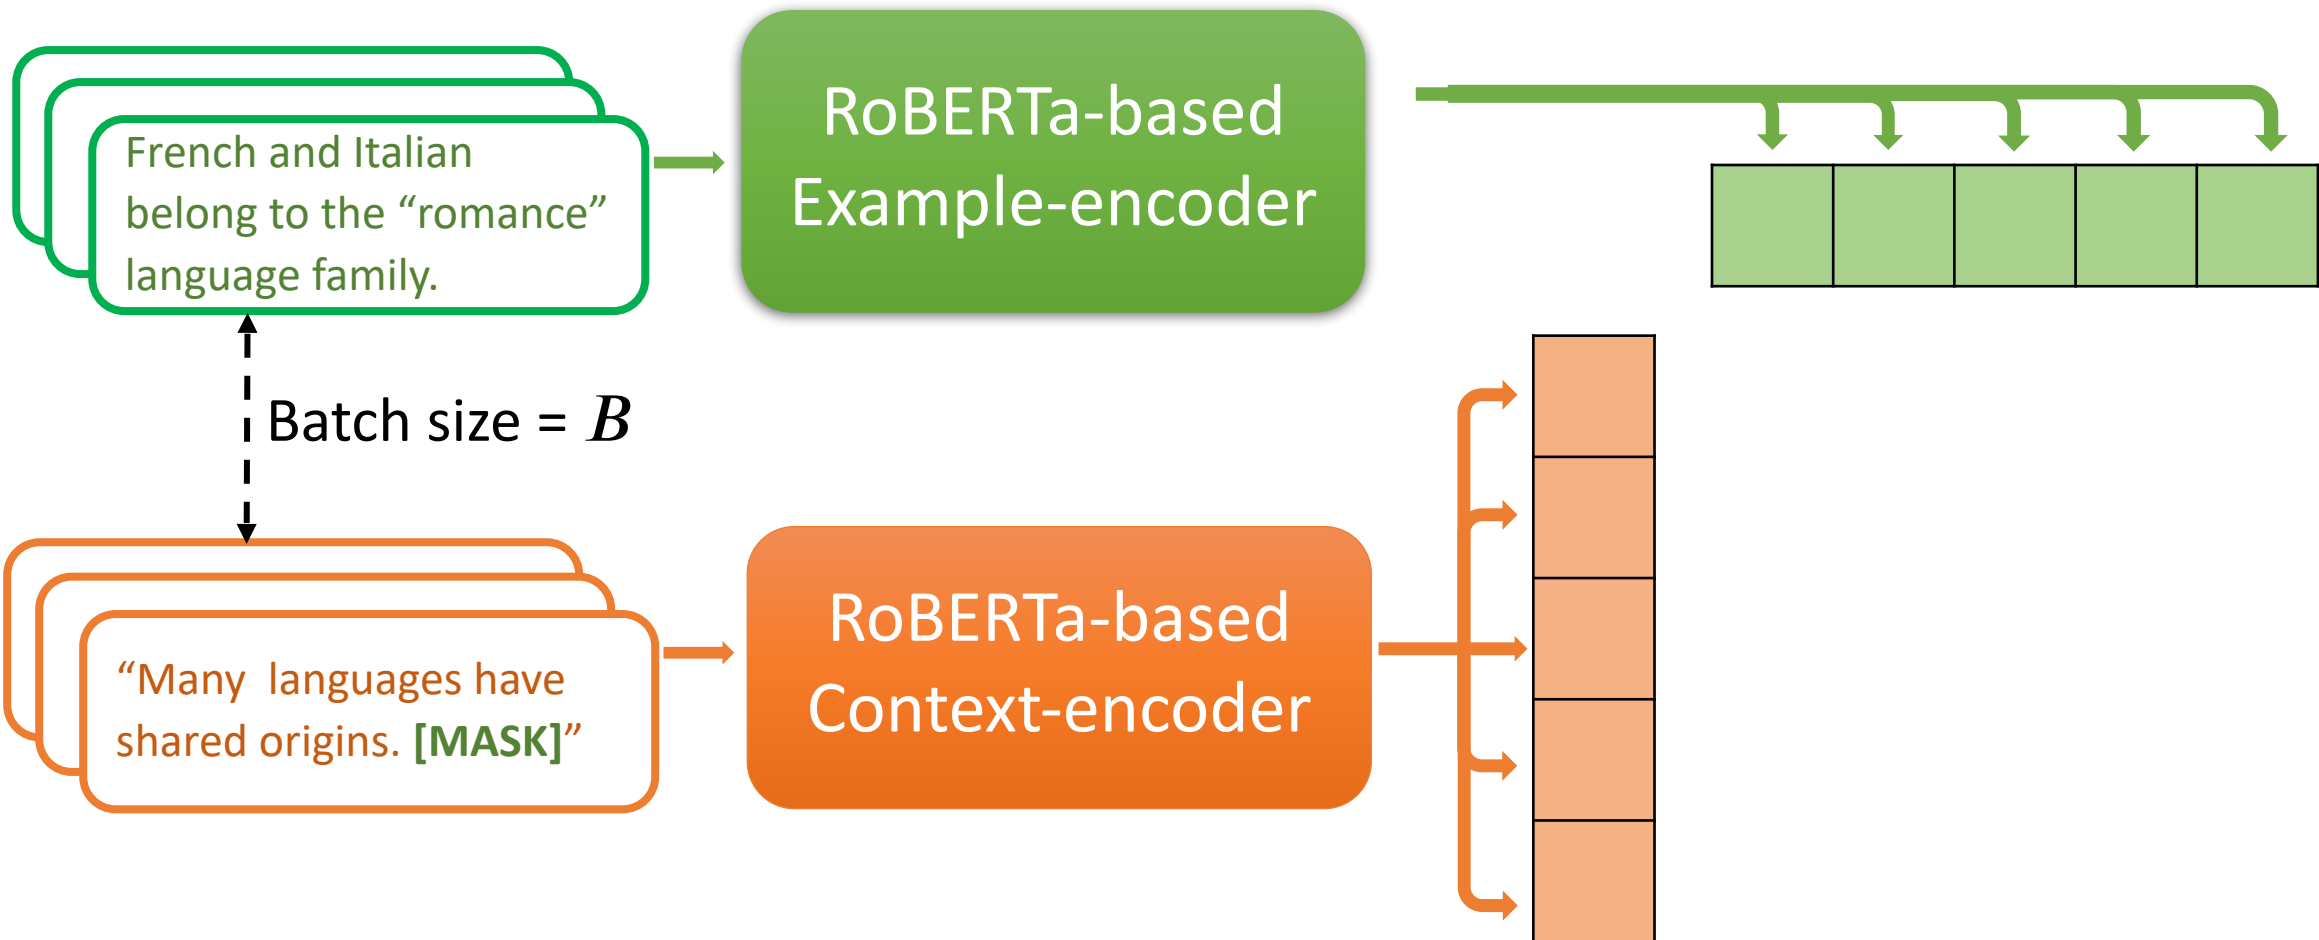 French and Italian
belong to the “romance”
language family.
RoBERTa-based
Example-encoder
Batch size = B
“Many  languages have
shared origins. [MASK]”
RoBERTa-based
Context-encoder